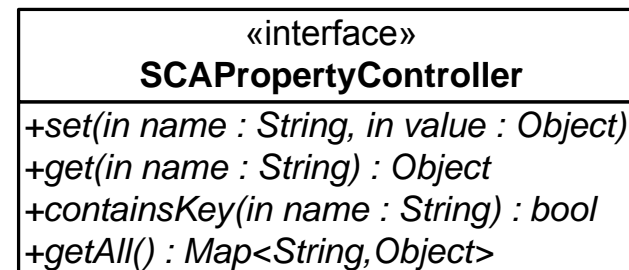 «interface»
SCAPropertyController
+set(in name : String, in value : Object)
+get(in name : String) : Object
+containsKey(in name : String) : bool
+getAll() : Map<String,Object>